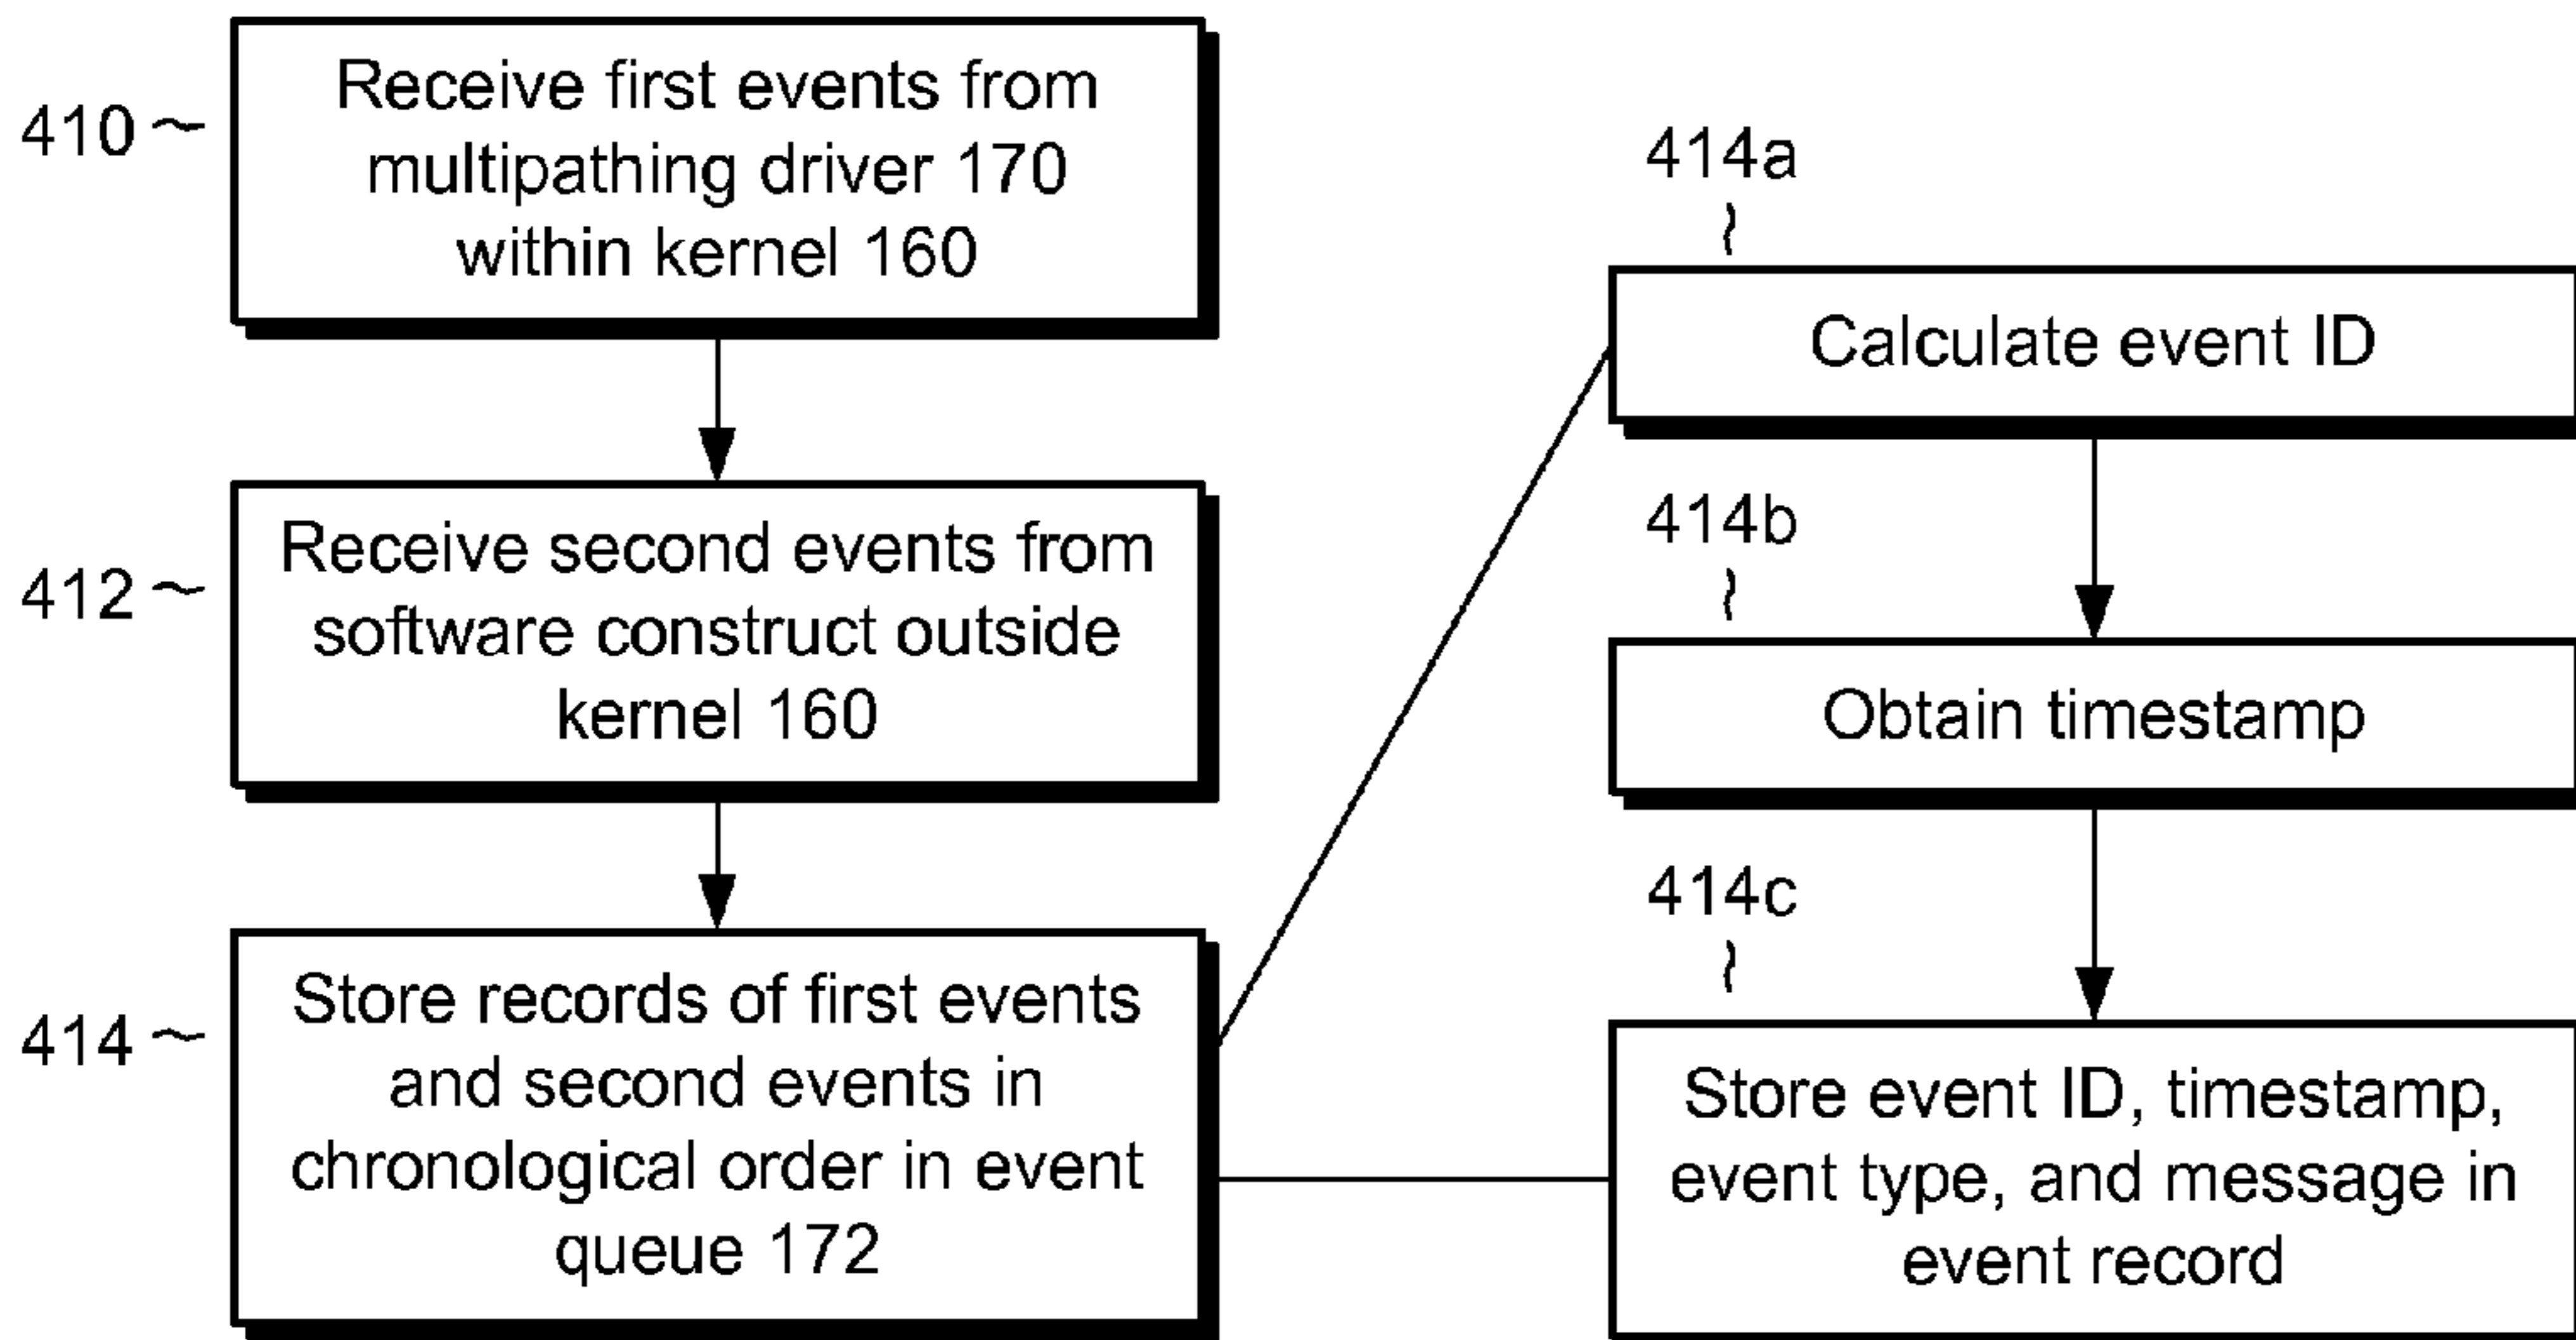 410
Receive first events from
multipathing driver 170
within kernel 160
412
Receive second events from
software construct outside
kernel 160
414
Store records of first events
and second events in
chronological order in event
queue 172
414a
Calculate event ID
414b
Obtain timestamp
414c
Store event ID, timestamp,
event type, and message in
event record